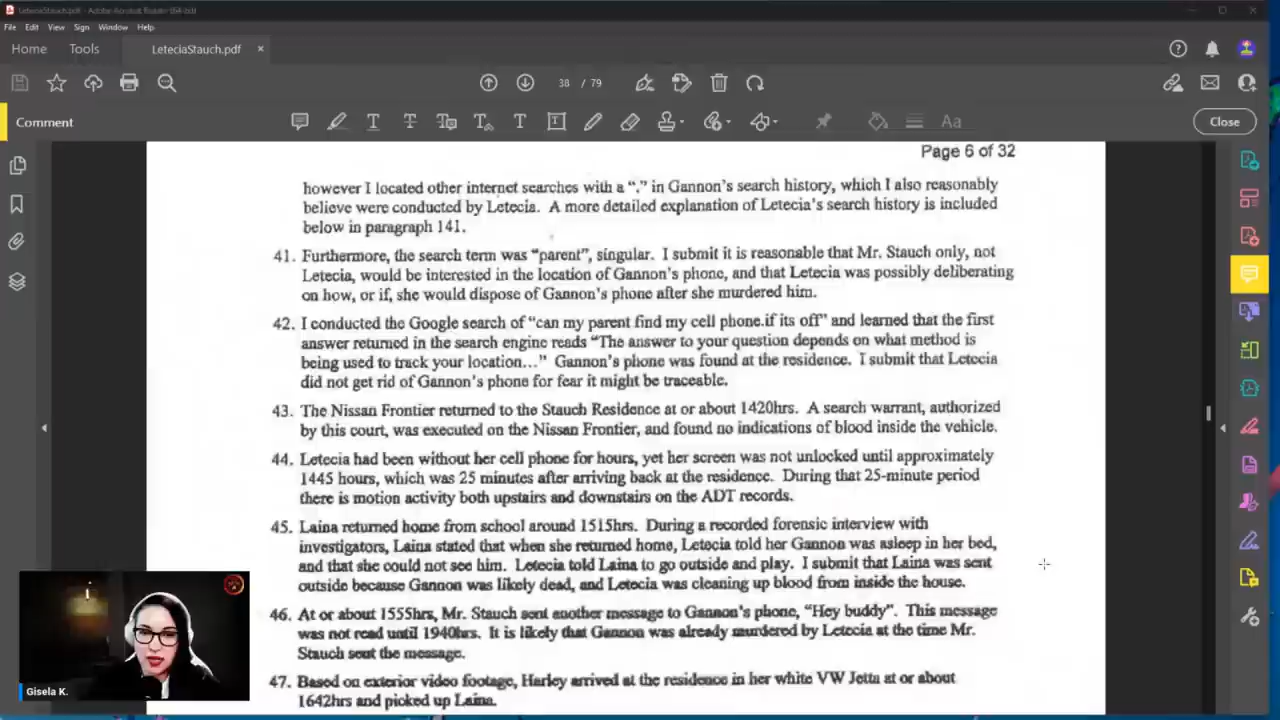 LeteciaStauch.pdf - Adobe Acrobat Reader (64-bit)
File Edit View Sign Window Help
Home Tools LeteciaStauch.pdf ×
38 / 79
Comment
Close
Page 6 of 32
however I located other internet searches with a “.” in Gannon’s search history, which I also reasonably
believe were conducted by Letecia. A more detailed explanation of Letecia’s search history is included
below in paragraph 141.
41. Furthermore, the search term was “parent”, singular. I submit it is reasonable that Mr. Stauch only, not
Letecia, would be interested in the location of Gannon’s phone, and that Letecia was possibly deliberating
on how, or if, she would dispose of Gannon’s phone after she murdered him.
42. I conducted the Google search of “can my parent find my cell phone.if its off” and learned that the first
answer returned in the search engine reads “The answer to your question depends on what method is
being used to track your location…” Gannon’s phone was found at the residence. I submit that Letecia
did not get rid of Gannon’s phone for fear it might be traceable.
43. The Nissan Frontier returned to the Stauch Residence at or about 1420hrs. A search warrant, authorized
by this court, was executed on the Nissan Frontier, and found no indications of blood inside the vehicle.
44. Letecia had been without her cell phone for hours, yet her screen was not unlocked until approximately
1445 hours, which was 25 minutes after arriving back at the residence. During that 25-minute period
there is motion activity both upstairs and downstairs on the ADT records.
45. Laina returned home from school around 1515hrs. During a recorded forensic interview with
investigators, Laina stated that when she returned home, Letecia told her Gannon was asleep in her bed,
and that she could not see him. Letecia told Laina to go outside and play. I submit that Laina was sent
outside because Gannon was likely dead, and Letecia was cleaning up blood from inside the house.
46. At or about 1555hrs, Mr. Stauch sent another message to Gannon’s phone, “Hey buddy”. This message
was not read until 1940hrs. It is likely that Gannon was already murdered by Letecia at the time Mr.
Stauch sent the message.
47. Based on exterior video footage, Harley arrived at the residence in her white VW Jetta at or about
1642hrs and picked up Laina.
Gisela K.